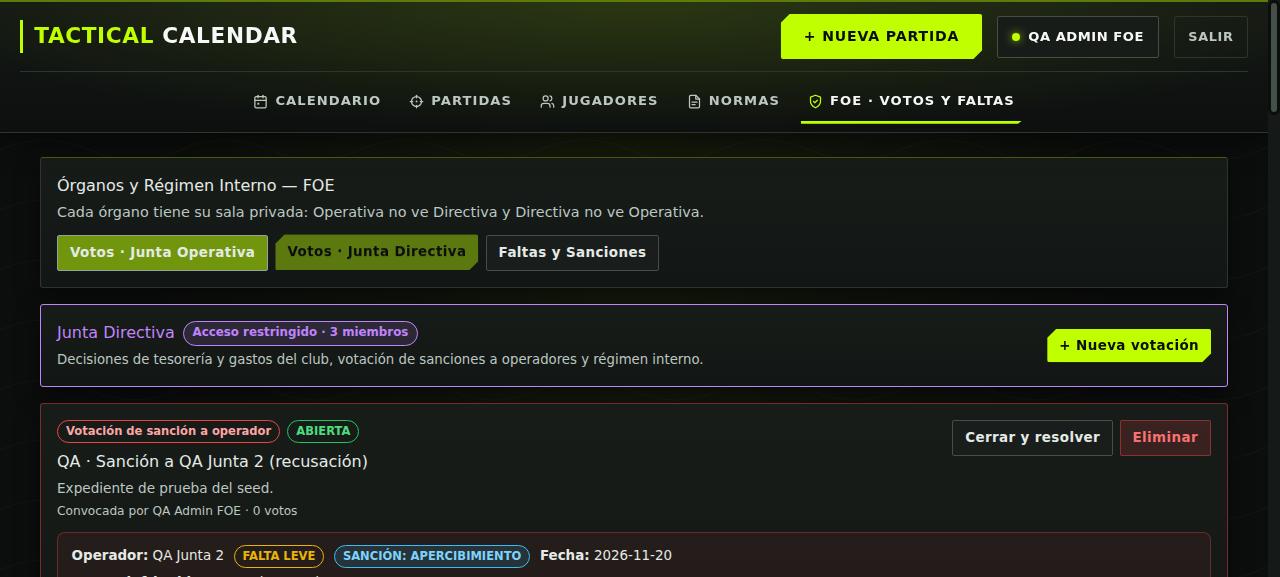 TACTICAL CALENDAR
+ NUEVA PARTIDA
QA ADMIN FOE
SALIR
CALENDARIO
PARTIDAS
JUGADORES
NORMAS
FOE · VOTOS Y FALTAS
Órganos y Régimen Interno — FOE
Cada órgano tiene su sala privada: Operativa no ve Directiva y Directiva no ve Operativa.
Votos · Junta Operativa
Votos · Junta Directiva
Faltas y Sanciones
Junta Directiva
Acceso restringido · 3 miembros
Decisiones de tesorería y gastos del club, votación de sanciones a operadores y régimen interno.
+ Nueva votación
Votación de sanción a operador
ABIERTA
Cerrar y resolver
Eliminar
QA · Sanción a QA Junta 2 (recusación)
Expediente de prueba del seed.
Convocada por QA Admin FOE · 0 votos
Operador: QA Junta 2
FALTA LEVE
SANCIÓN: APERCIBIMIENTO
Fecha: 2026-11-20